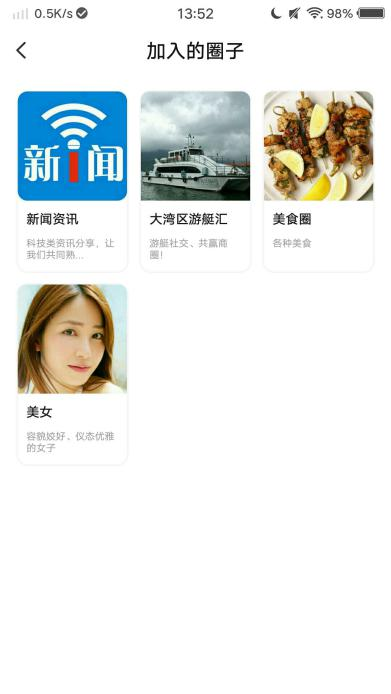 0.5K/s
13:52
98%
加入的圈子
新闻
新闻资讯
科技类资讯分享，让
我们共同熟...
大湾区游艇汇
游艇社交、共赢商
圈！
美食圈
各种美食
美女
容貌姣好、仪态优雅
的女子